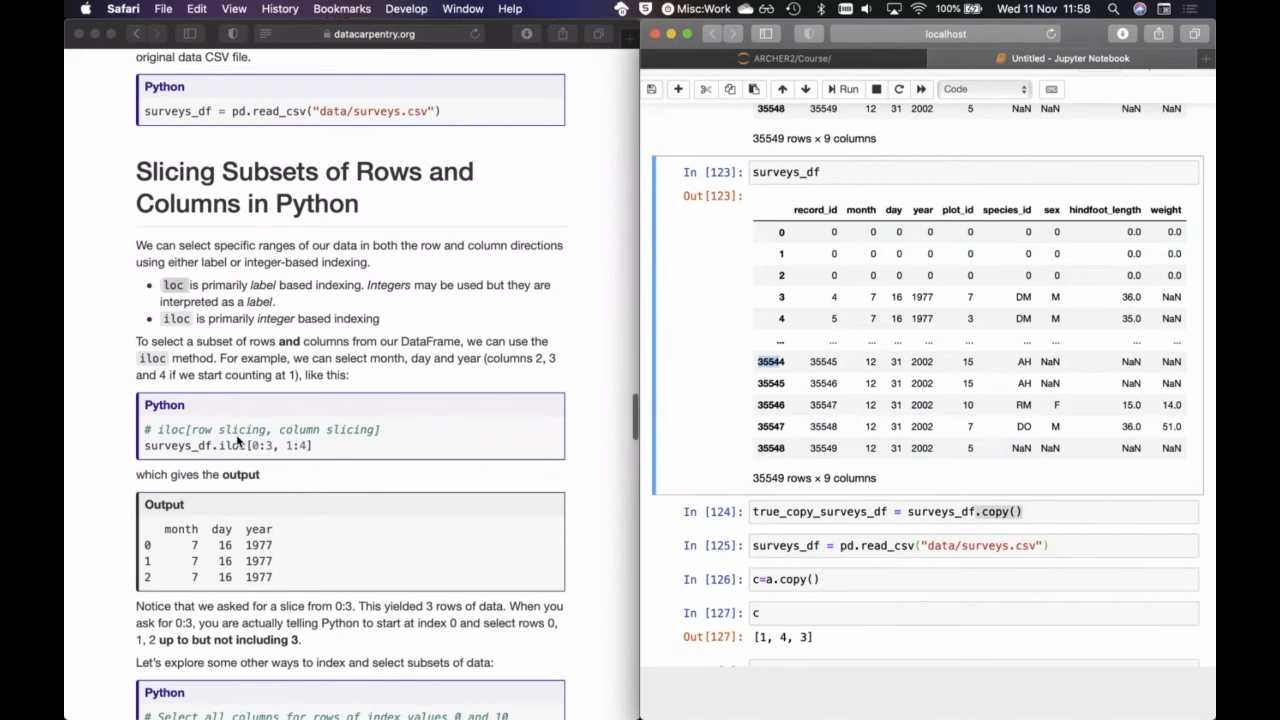 Safari File Edit View History Bookmarks Develop Window Help Misc:Work 100% Wed 11 Nov 11:58
datacarpentry.org
original data CSV file.
Python
surveys_df = pd.read_csv("data/surveys.csv")
Slicing Subsets of Rows and
Columns in Python
We can select specific ranges of our data in both the row and column directions
using either label or integer-based indexing.
• loc is primarily label based indexing. Integers may be used but they are
interpreted as a label.
• iloc is primarily integer based indexing
To select a subset of rows and columns from our DataFrame, we can use the
iloc method. For example, we can select month, day and year (columns 2, 3
and 4 if we start counting at 1), like this:
Python
# iloc[row slicing, column slicing]
surveys_df.iloc[0:3, 1:4]
which gives the output
Output
month day year
0 7 16 1977
1 7 16 1977
2 7 16 1977
Notice that we asked for a slice from 0:3. This yielded 3 rows of data. When you
ask for 0:3, you are actually telling Python to start at index 0 and select rows 0,
1, 2 up to but not including 3.
Let's explore some other ways to index and select subsets of data:
Python
# Select all columns for rows of index values 0 and 10
localhost
ARCHER2/Course/ Untitled - Jupyter Notebook
Run Code
35548 35549 12 31 2002 5 NaN NaN NaN NaN
35549 rows × 9 columns
In [123]: surveys_df
Out[123]:
record_id month day year plot_id species_id sex hindfoot_length weight
0 0 0 0 0 0 0 0 0.0 0.0
1 0 0 0 0 0 0 0 0.0 0.0
2 0 0 0 0 0 0 0 0.0 0.0
3 4 7 16 1977 7 DM M 36.0 NaN
4 5 7 16 1977 3 DM M 35.0 NaN
... ... ... ... ... ... ... ... ... ...
35544 35545 12 31 2002 15 AH NaN NaN NaN
35545 35546 12 31 2002 15 AH NaN NaN NaN
35546 35547 12 31 2002 10 RM F 15.0 14.0
35547 35548 12 31 2002 7 DO M 36.0 51.0
35548 35549 12 31 2002 5 NaN NaN NaN NaN
35549 rows × 9 columns
In [124]: true_copy_surveys_df = surveys_df.copy()
In [125]: surveys_df = pd.read_csv("data/surveys.csv")
In [126]: c=a.copy()
In [127]: c
Out[127]: [1, 4, 3]